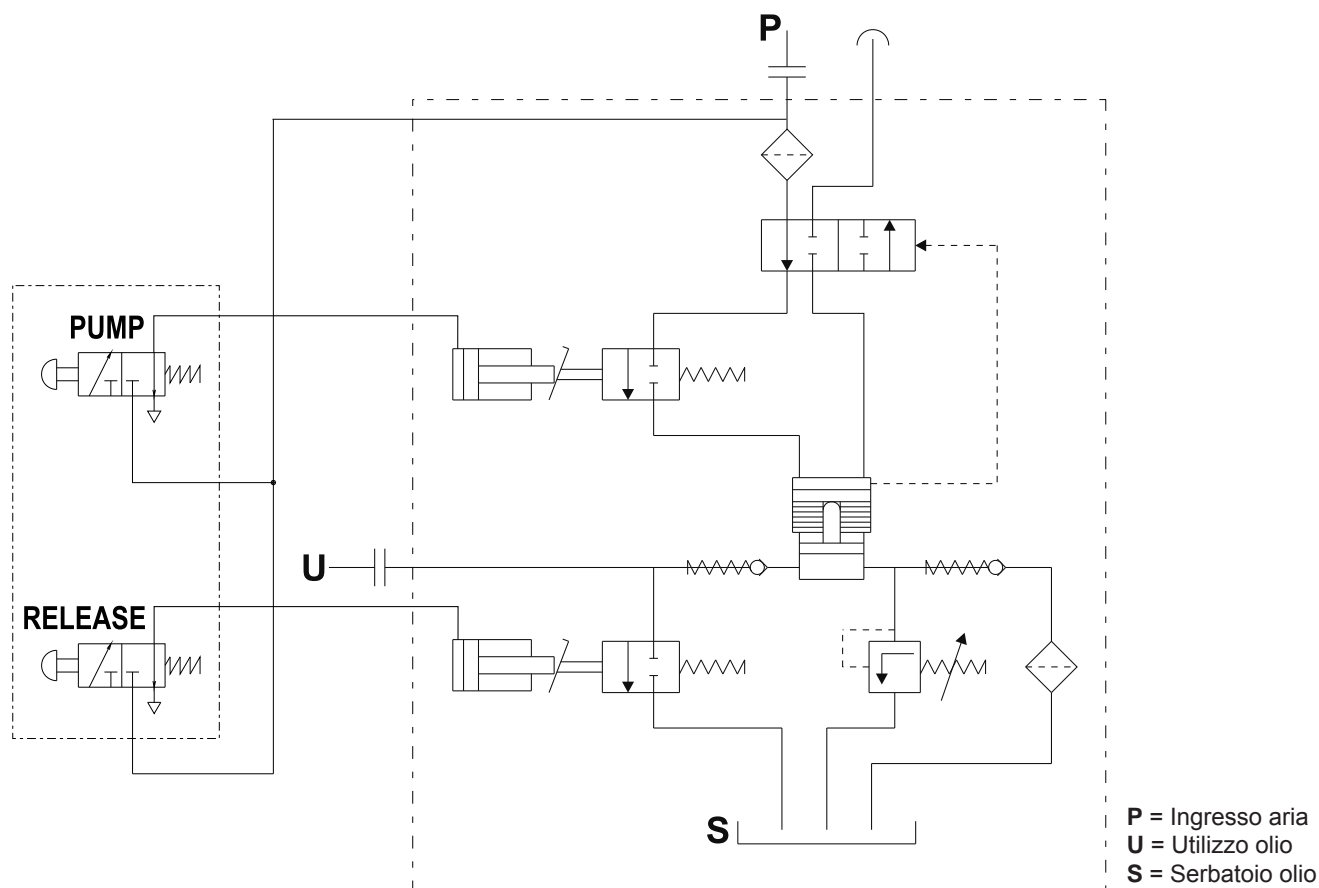 P
PUMP
U
RELEASE
S
P = Ingresso aria
U = Utilizzo olio
S = Serbatoio olio